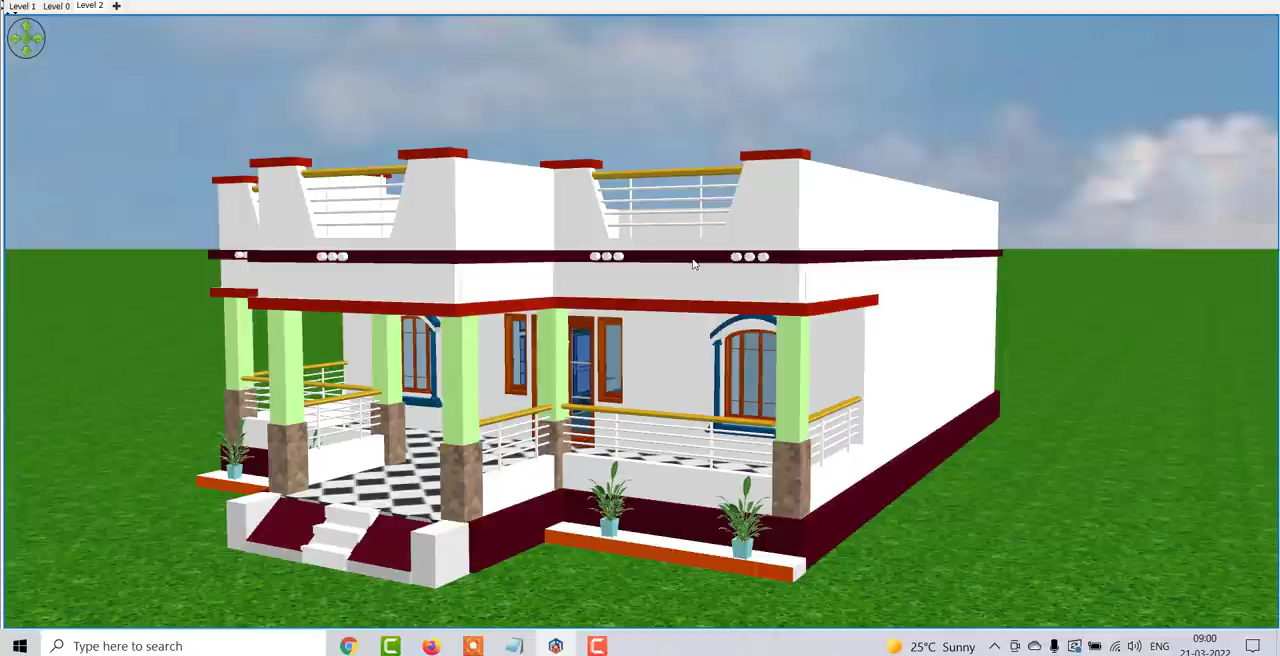 Level 1 Level 0 Level 2
Type here to search
25°C Sunny
ENG
09:00
21-03-2022